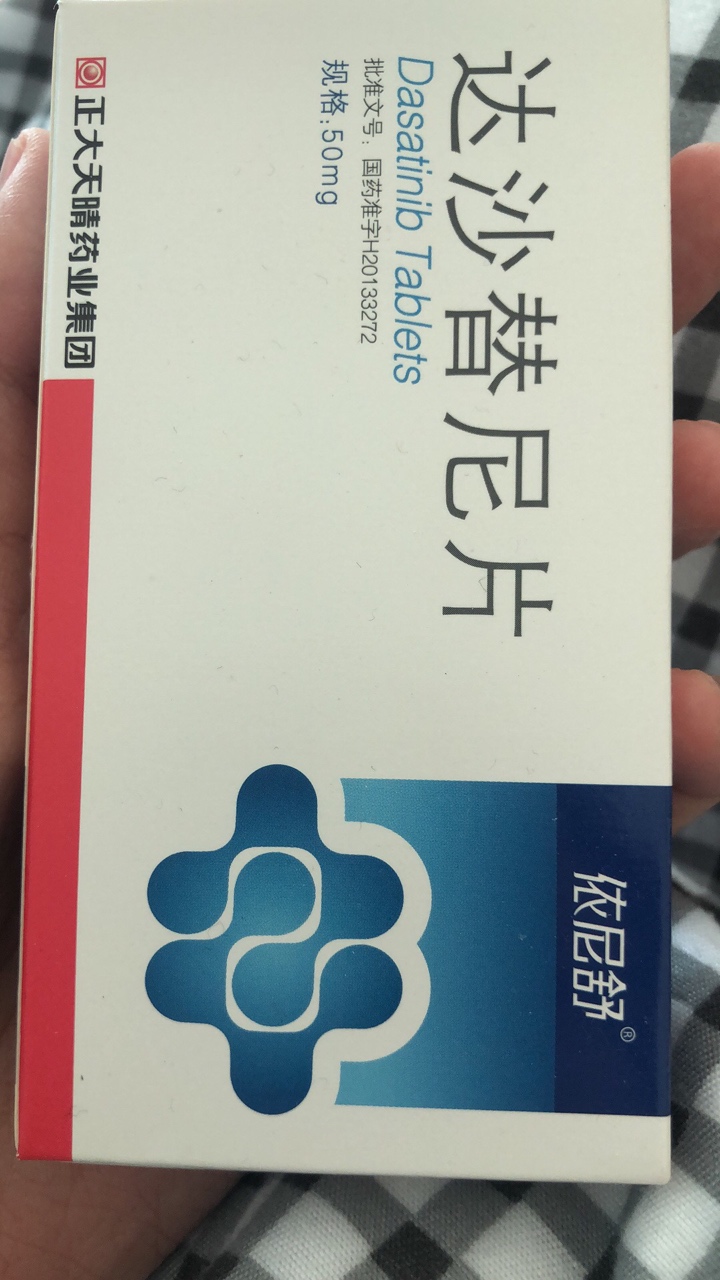 达沙替尼片
Dasatinib Tablets
批准文号：国药准字H20133272
规格：50mg
正大天晴药业集团
依尼舒®